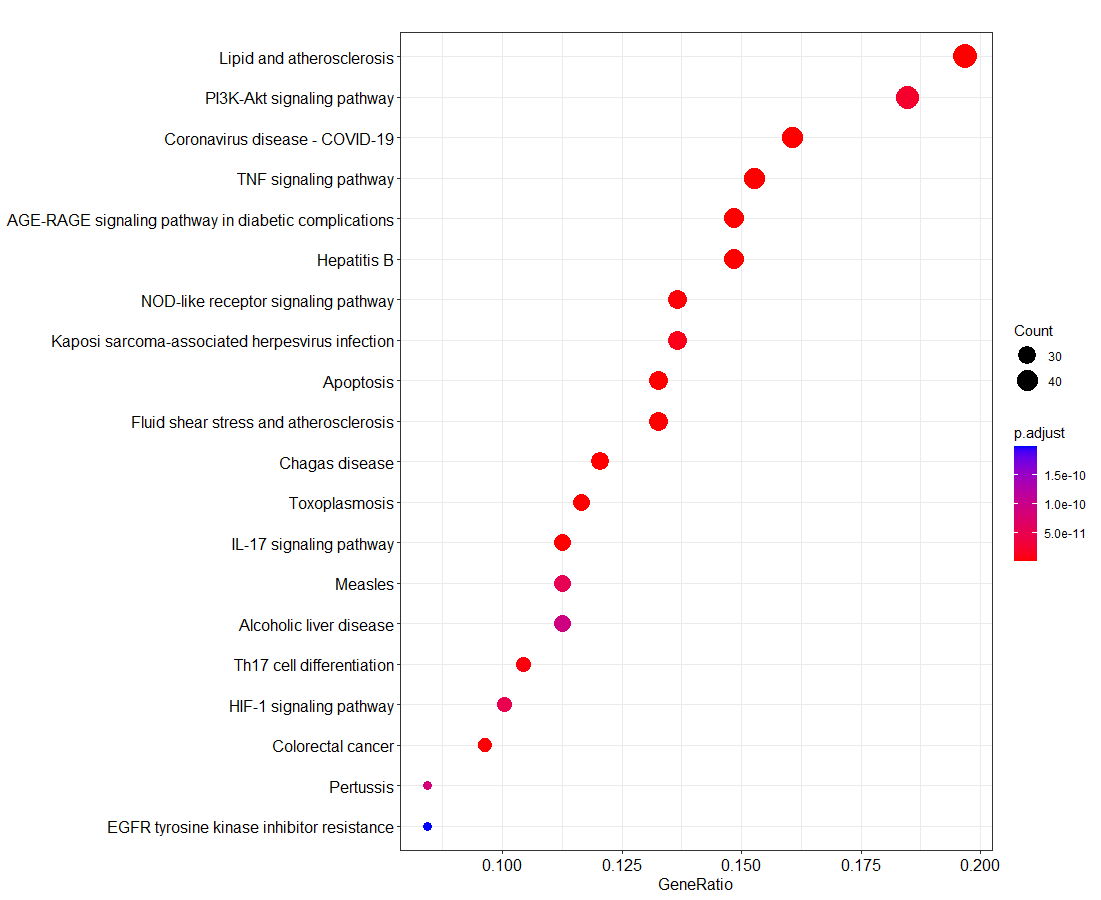 Lipid and atherosclerosis
PI3K-Akt signaling pathway
Coronavirus disease - COVID-19
TNF signaling pathway
AGE-RAGE signaling pathway in diabetic complications
Hepatitis B
NOD-like receptor signaling pathway
Kaposi sarcoma-associated herpesvirus infection
Apoptosis
Fluid shear stress and atherosclerosis
Chagas disease
Toxoplasmosis
IL-17 signaling pathway
Measles
Alcoholic liver disease
Th17 cell differentiation
HIF-1 signaling pathway
Colorectal cancer
Pertussis
EGFR tyrosine kinase inhibitor resistance
0.100 0.125 0.150 0.175 0.200
GeneRatio
Count
30
40
p.adjust
1.5e-10
1.0e-10
5.0e-11